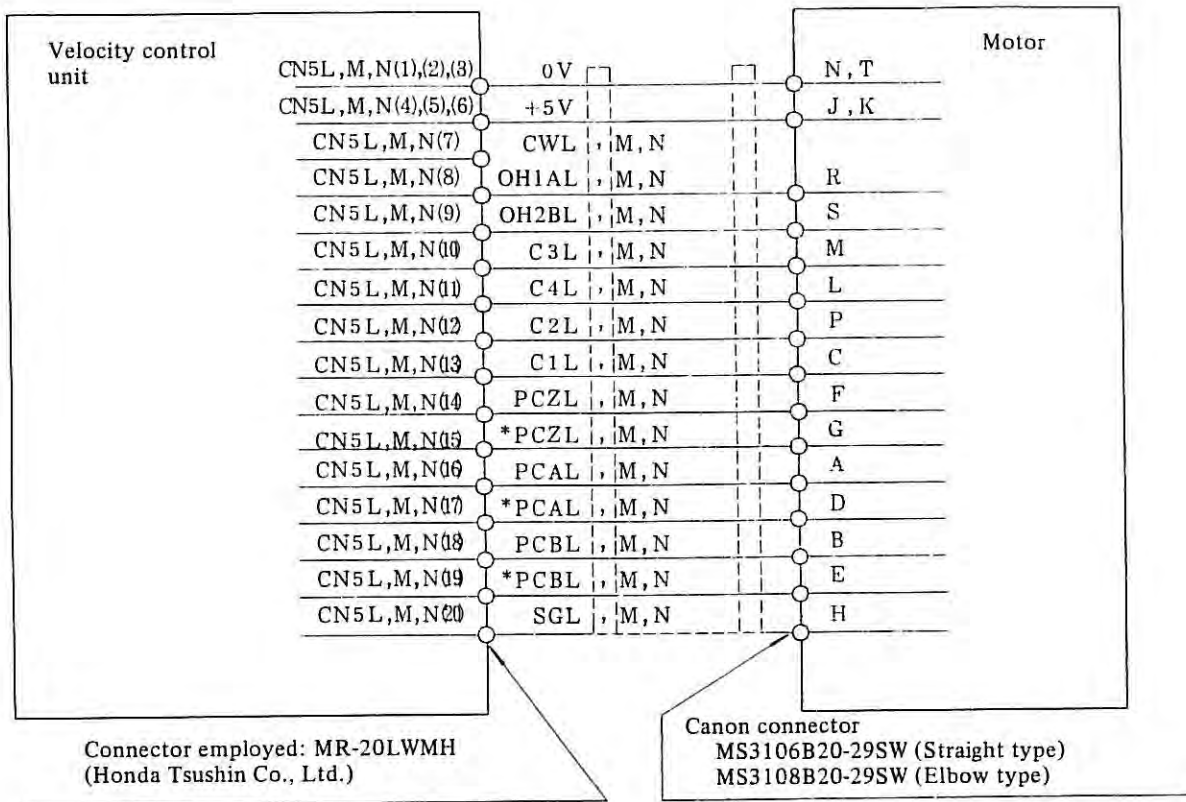 Velocity control
unit
Motor
CN5L,M,N(1),(2),(3) 0V N,T
CN5L,M,N(4),(5),(6) +5V J,K
CN5L,M,N(7) CWL,M,N
CN5L,M,N(8) OH1AL,M,N R
CN5L,M,N(9) OH2BL,M,N S
CN5L,M,N(10) C3L,M,N M
CN5L,M,N(11) C4L,M,N L
CN5L,M,N(12) C2L,M,N P
CN5L,M,N(13) C1L,M,N C
CN5L,M,N(14) PCZL,M,N F
CN5L,M,N(15) *PCZL,M,N G
CN5L,M,N(16) PCAL,M,N A
CN5L,M,N(17) *PCAL,M,N D
CN5L,M,N(18) PCBL,M,N B
CN5L,M,N(19) *PCBL,M,N E
CN5L,M,N(20) SGL,M,N H
Connector employed: MR-20LWMH
(Honda Tsushin Co., Ltd.)
Canon connector
MS3106B20-29SW (Straight type)
MS3108B20-29SW (Elbow type)